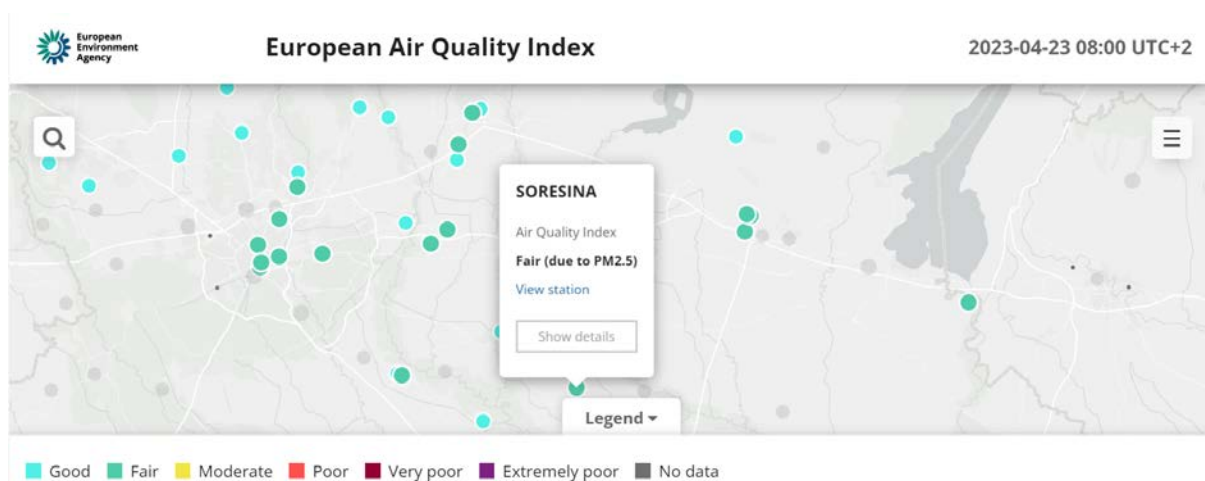 European
Environment
Agency
European Air Quality Index
2023-04-23 08:00 UTC+2
SORESINA
Air Quality Index
Fair (due to PM2.5)
View station
Show details
Legend
Good Fair Moderate Poor Very poor Extremely poor No data